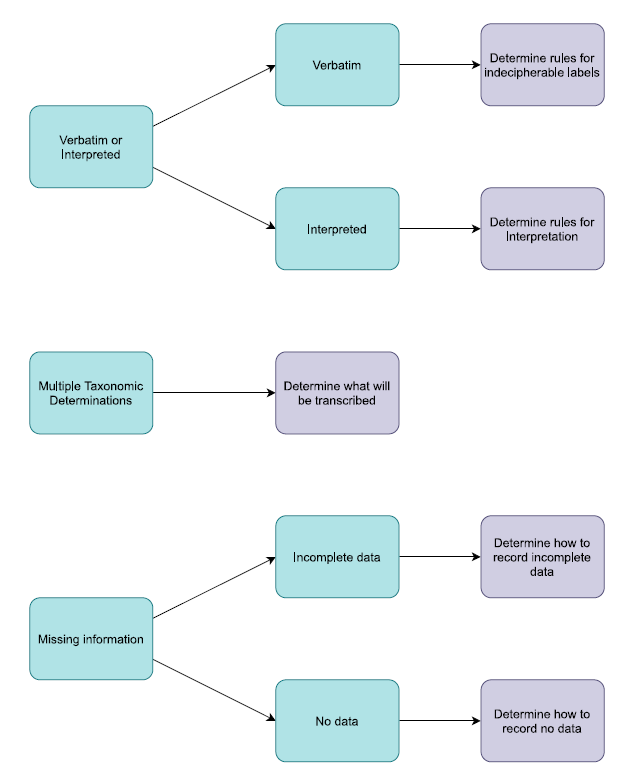 Verbatim
Determine rules for
indecipherable labels
Verbatim or
Interpreted
Interpreted
Determine rules for
Interpretation
Multiple Taxonomic
Determinations
Determine what will
be transcribed
Incomplete data
Determine how to
record incomplete
data
Missing information
No data
Determine how to
record no data